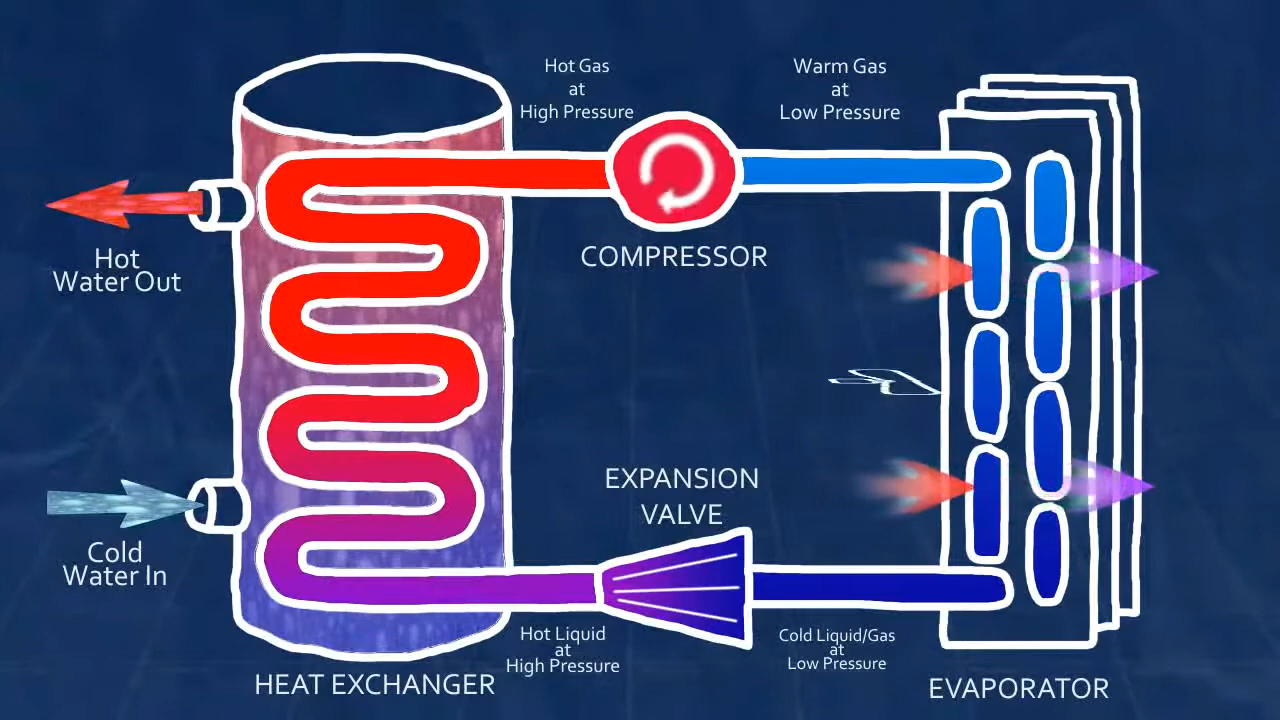 Hot Gas
at
High Pressure
Warm Gas
at
Low Pressure
COMPRESSOR
Hot
Water Out
EXPANSION
VALVE
Cold
Water In
Hot Liquid
at
High Pressure
Cold Liquid/Gas
at
Low Pressure
HEAT EXCHANGER
EVAPORATOR